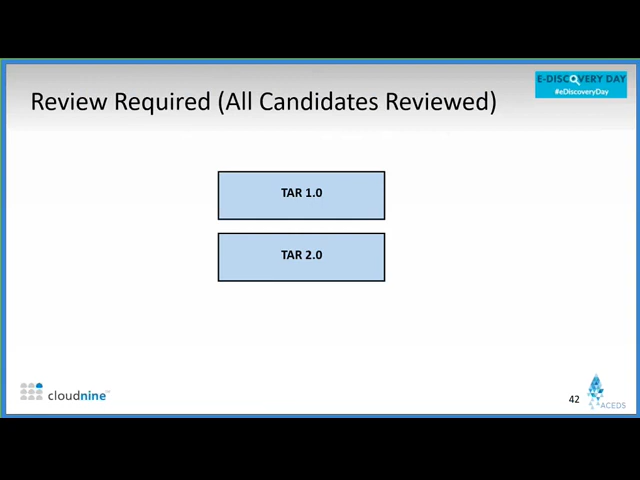 E-DISCOVERY DAY
#eDiscoveryDay
Review Required (All Candidates Reviewed)
TAR 1.0
TAR 2.0
cloudnine
42
ACEDS